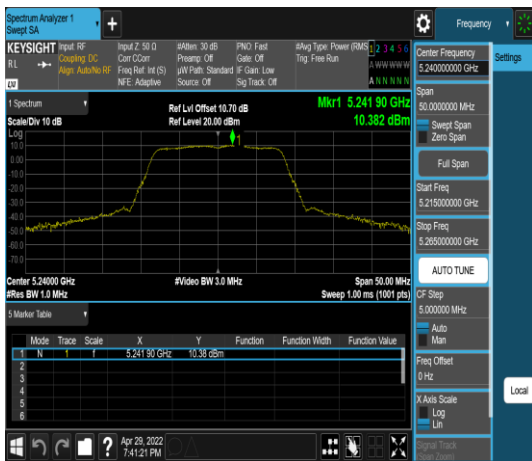 Spectrum Analyzer 1
Swept SA
Frequency
KEYSIGHT
RL
Input: RF
Coupling: DC
Align: Auto/No RF
Input Z: 50 Ω
Corr CCorr
Freq Ref: Int (S)
NFE: Adaptive
#Atten: 30 dB
Preamp: Off
µW Path: Standard
Source: Off
PNO: Fast
Gate: Off
IF Gain: Low
Sig Track: Off
#Avg Type: Power (RMS)
Trig: Free Run
1 2 3 4 5 6
A W W W W W
A N N N N N
1 Spectrum
Scale/Div 10 dB
Ref Lvl Offset 10.70 dB
Ref Level 20.00 dBm
Mkr1 5.241 90 GHz
10.382 dBm
Log
10.0
0.00
-10.0
-20.0
-30.0
-40.0
-50.0
-60.0
-70.0
1
Center 5.24000 GHz
#Res BW 1.0 MHz
#Video BW 3.0 MHz
Span 50.00 MHz
Sweep 1.00 ms (1001 pts)
5 Marker Table
Mode Trace Scale X Y Function Function Width Function Value
1 N 1 f 5.241 90 GHz 10.38 dBm
2
3
4
5
6
Apr 29, 2022
7:41:21 PM
Center Frequency
5.240000000 GHz
Span
50.0000000 MHz
Swept Span
Zero Span
Full Span
Start Freq
5.215000000 GHz
Stop Freq
5.265000000 GHz
AUTO TUNE
CF Step
5.000000 MHz
Auto
Man
Freq Offset
0 Hz
X Axis Scale
Log
Lin
Signal Track
(Span Zoom)
Settings
Local